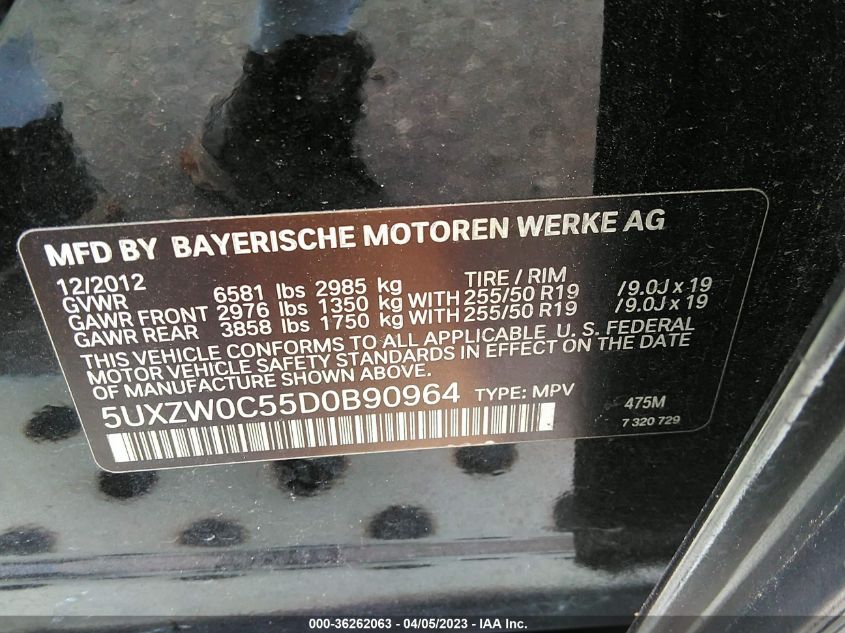 MFD BY BAYERISCHE MOTOREN WERKE AG
12/2012 TIRE / RIM
GVWR 6581 lbs 2985 kg
GAWR FRONT 2976 lbs 1350 kg WITH 255/50 R19 /9.0J x 19
GAWR REAR 3858 lbs 1750 kg WITH 255/50 R19 /9.0J x 19
THIS VEHICLE CONFORMS TO ALL APPLICABLE U. S. FEDERAL
MOTOR VEHICLE SAFETY STANDARDS IN EFFECT ON THE DATE
OF MANUFACTURE SHOWN ABOVE.
5UXZW0C55D0B90964 TYPE: MPV 475M
7 320 729
000-36262063 - 04/05/2023 - IAA Inc.